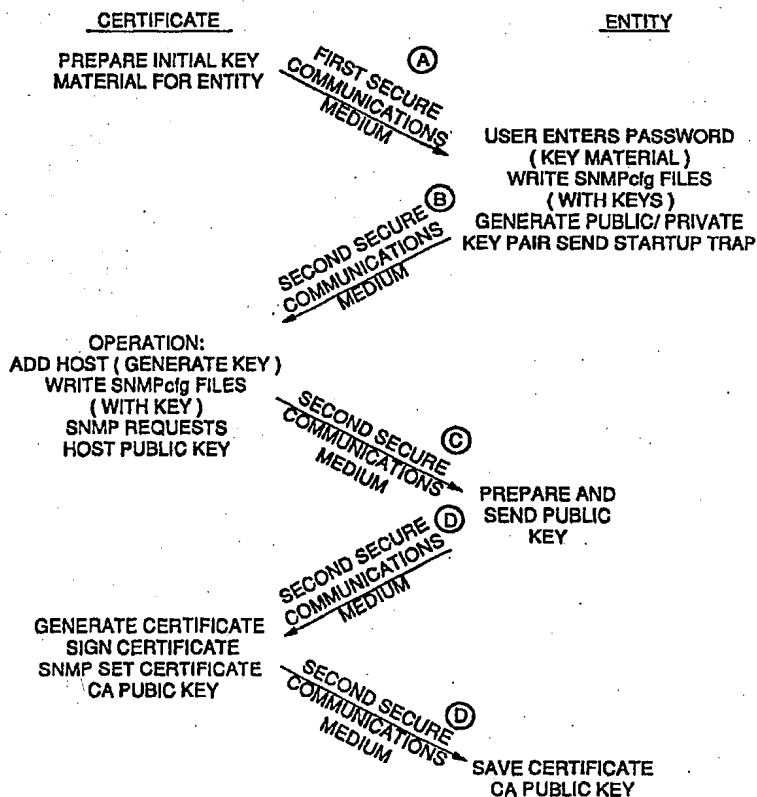 CERTIFICATE
ENTITY
PREPARE INITIAL KEY
MATERIAL FOR ENTITY
A
FIRST SECURE
COMMUNICATIONS
MEDIUM
USER ENTERS PASSWORD
( KEY MATERIAL )
WRITE SNMPcfg FILES
( WITH KEYS )
GENERATE PUBLIC/ PRIVATE
KEY PAIR SEND STARTUP TRAP
B
SECOND SECURE
COMMUNICATIONS
MEDIUM
OPERATION:
ADD HOST ( GENERATE KEY )
WRITE SNMPcfg FILES
( WITH KEY )
SNMP REQUESTS
HOST PUBLIC KEY
C
SECOND SECURE
COMMUNICATIONS
MEDIUM
PREPARE AND
SEND PUBLIC
KEY
D
SECOND SECURE
COMMUNICATIONS
MEDIUM
GENERATE CERTIFICATE
SIGN CERTIFICATE
SNMP SET CERTIFICATE
CA PUBIC KEY
D
SECOND SECURE
COMMUNICATIONS
MEDIUM
SAVE CERTIFICATE
CA PUBLIC KEY